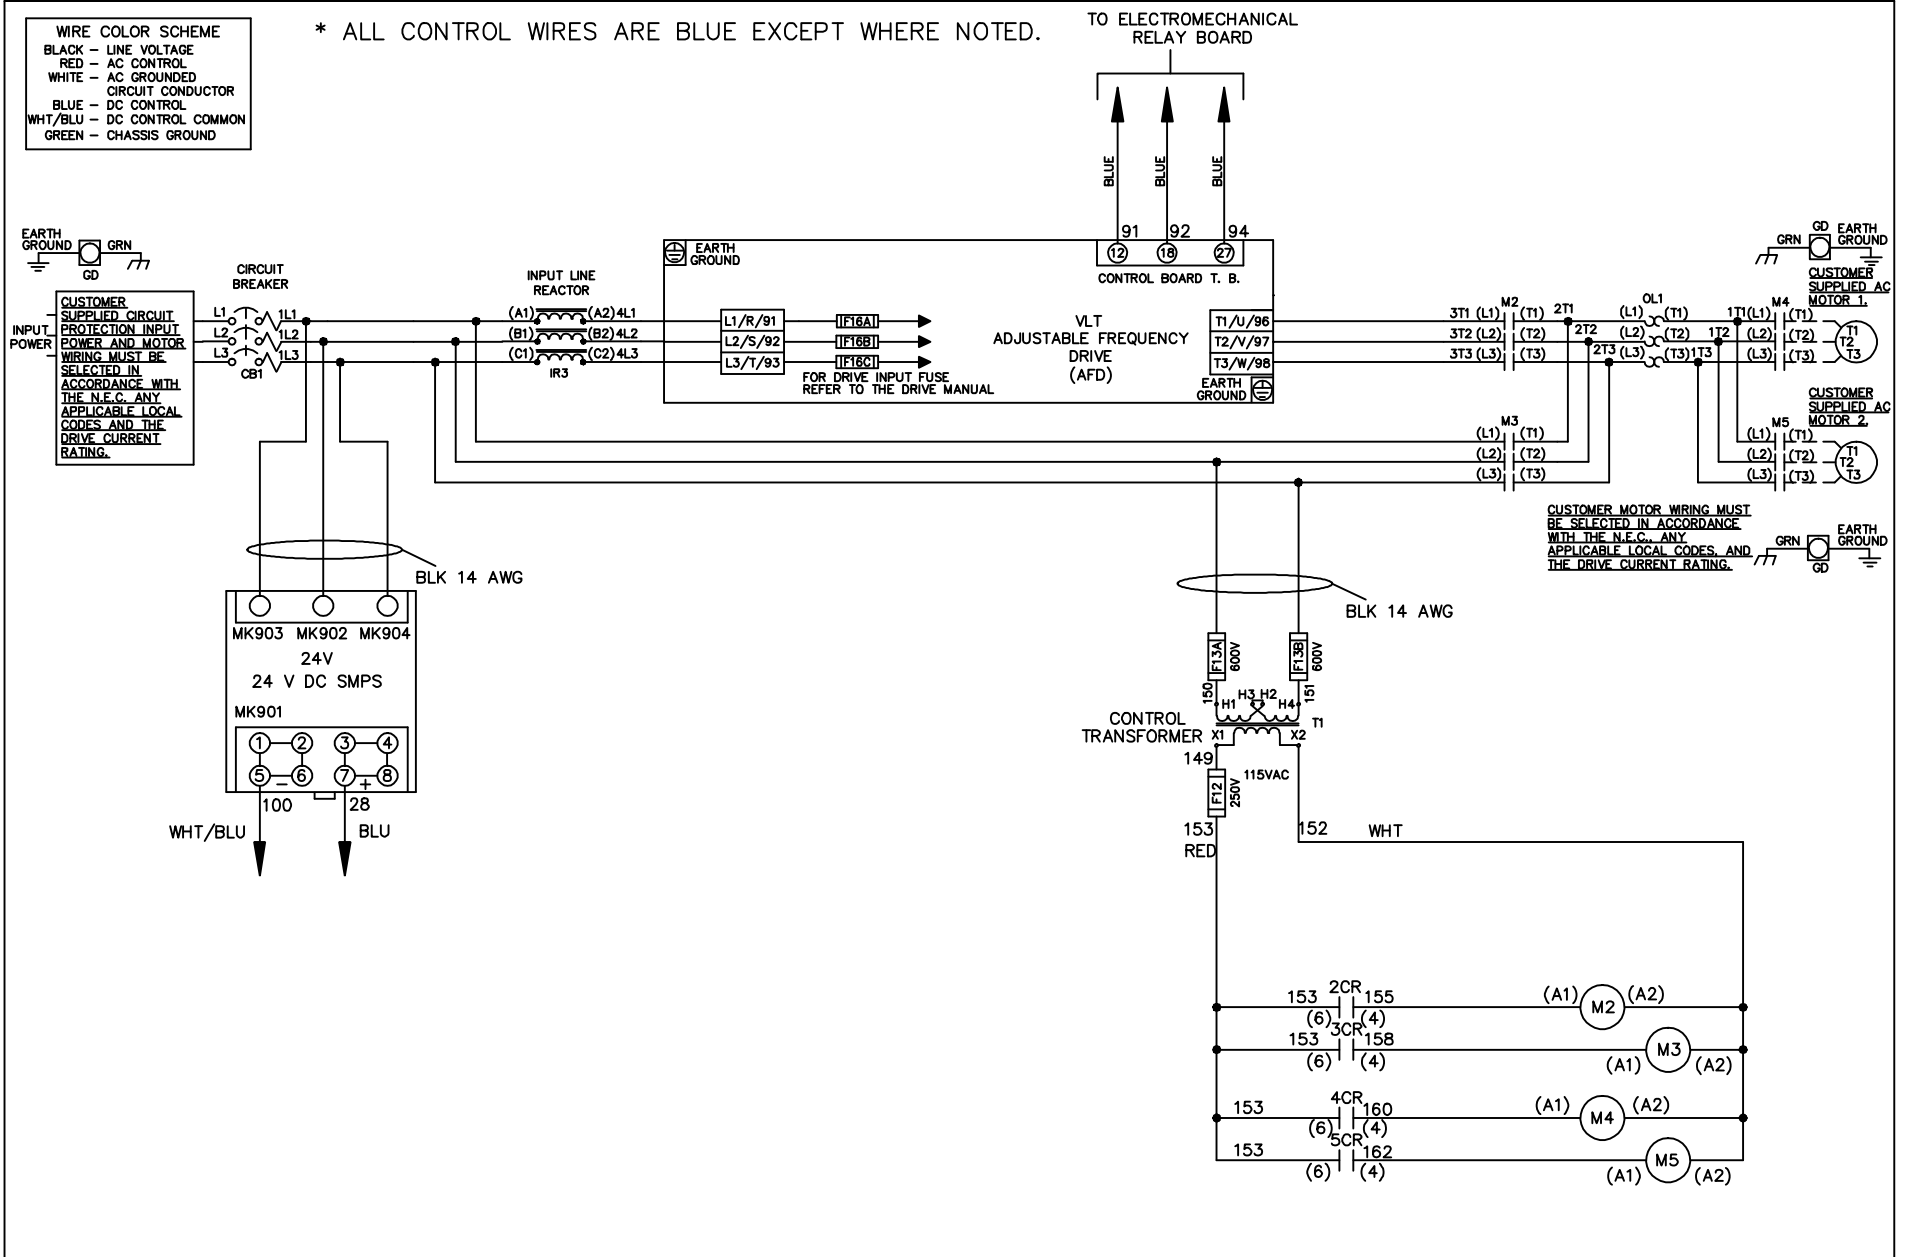 WIRE COLOR SCHEME
BLACK – LINE VOLTAGE
RED – AC CONTROL
WHITE – AC GROUNDED
CIRCUIT CONDUCTOR
BLUE – DC CONTROL
WHT/BLU – DC CONTROL COMMON
GREEN – CHASSIS GROUND
* ALL CONTROL WIRES ARE BLUE EXCEPT WHERE NOTED.
TO ELECTROMECHANICAL
RELAY BOARD
BLUE
BLUE
BLUE
91
92
94
12
18
27
CONTROL BOARD T. B.
EARTH
GROUND
GRN
GD
CUSTOMER
SUPPLIED CIRCUIT
PROTECTION INPUT
POWER AND MOTOR
WIRING MUST BE
SELECTED IN
ACCORDANCE WITH
THE N.E.C. ANY
APPLICABLE LOCAL
CODES AND THE
DRIVE CURRENT
RATING.
INPUT
POWER
CIRCUIT
BREAKER
L1
1L1
L2
1L2
L3
1L3
CB1
INPUT LINE
REACTOR
(A1) (A2) 4L1
(B1) (B2) 4L2
(C1) (C2) 4L3
IR3
EARTH
GROUND
L1/R/91
L2/S/92
L3/T/93
IF16A
IF16B
IF16C
FOR DRIVE INPUT FUSE
REFER TO THE DRIVE MANUAL
VLT
ADJUSTABLE FREQUENCY
DRIVE
(AFD)
T1/U/96
T2/V/97
T3/W/98
EARTH
GROUND
M2
3T1 (L1) (T1) 2T1
3T2 (L2) (T2) 2T2
3T3 (L3) (T3) 2T3
OL1
(L1) (T1) 1T1
(L2) (T2) 1T2
(L3) (T3) 1T3
M4
(L1) (T1)
(L2) (T2)
(L3) (T3)
T1
T2
T3
GRN
GD
EARTH
GROUND
CUSTOMER
SUPPLIED AC
MOTOR 1.
M3
(L1) (T1)
(L2) (T2)
(L3) (T3)
CUSTOMER
SUPPLIED AC
MOTOR 2.
M5
(L1) (T1)
(L2) (T2)
(L3) (T3)
T1
T2
T3
CUSTOMER MOTOR WIRING MUST
BE SELECTED IN ACCORDANCE
WITH THE N.E.C., ANY
APPLICABLE LOCAL CODES, AND
THE DRIVE CURRENT RATING.
GRN
GD
EARTH
GROUND
BLK 14 AWG
MK903 MK902 MK904
24V
24 V DC SMPS
MK901
1 2 3 4
5 6 7 8
– +
100
28
WHT/BLU
BLU
BLK 14 AWG
F13A
600V
F13B
600V
150
151
H1 H3 H2 H4
CONTROL
TRANSFORMER
T1
X1 X2
149
115VAC
F12
250V
153
RED
152
WHT
2CR
153 155
(6) (4)
(A1) M2 (A2)
3CR
153 158
(6) (4)
(A1) M3 (A2)
4CR
153 160
(6) (4)
(A1) M4 (A2)
5CR
153 162
(6) (4)
(A1) M5 (A2)